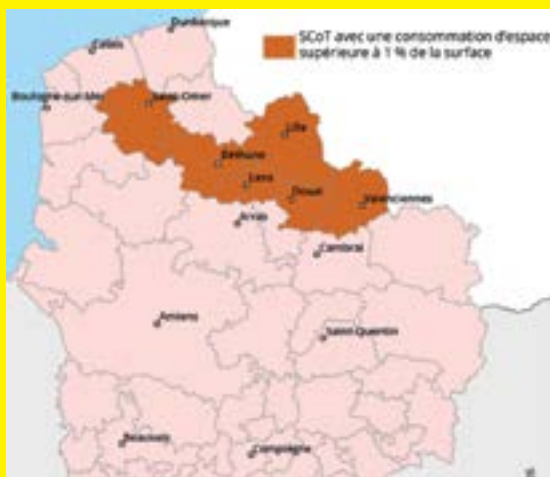 Dunkerque
SCoT avec une consommation d'espace
supérieure à 1 % de la surface
Calais
Boulogne-sur-Mer
Saint-Omer
Lille
Béthune
Lens
Douai
Valenciennes
Arras
Cambrai
Amiens
Saint-Quentin
Beauvais
Compiègne